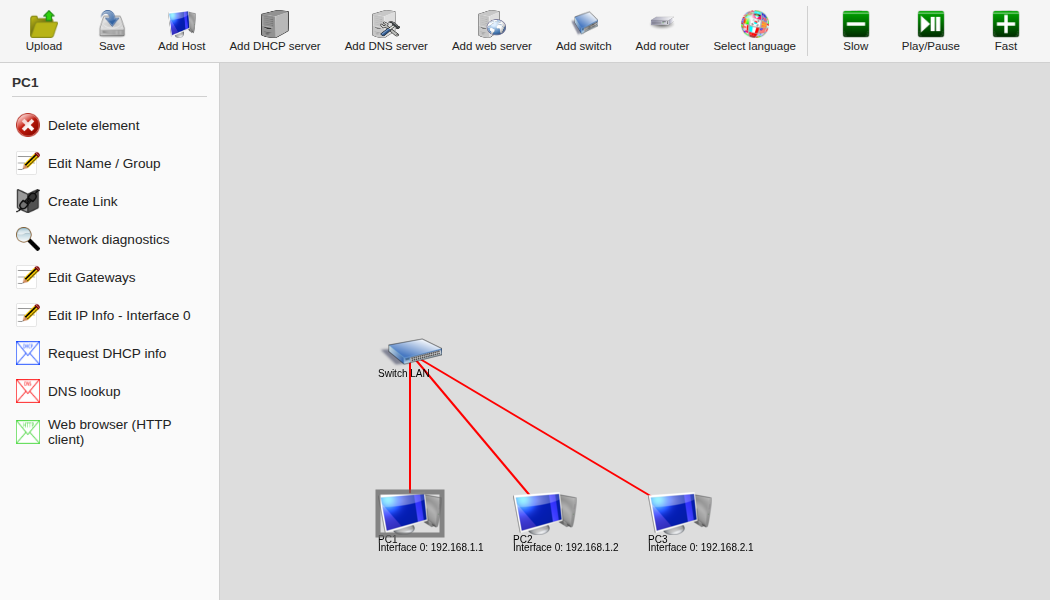 Upload
Save
Add Host
Add DHCP server
Add DNS server
Add web server
Add switch
Add router
Select language
Slow
Play/Pause
Fast
PC1
Delete element
Edit Name / Group
Create Link
Network diagnostics
Edit Gateways
Edit IP Info - Interface 0
Request DHCP info
DNS lookup
Web browser (HTTP
client)
Switch LAN
PC1
Interface 0: 192.168.1.1
PC2
Interface 0: 192.168.1.2
PC3
Interface 0: 192.168.2.1